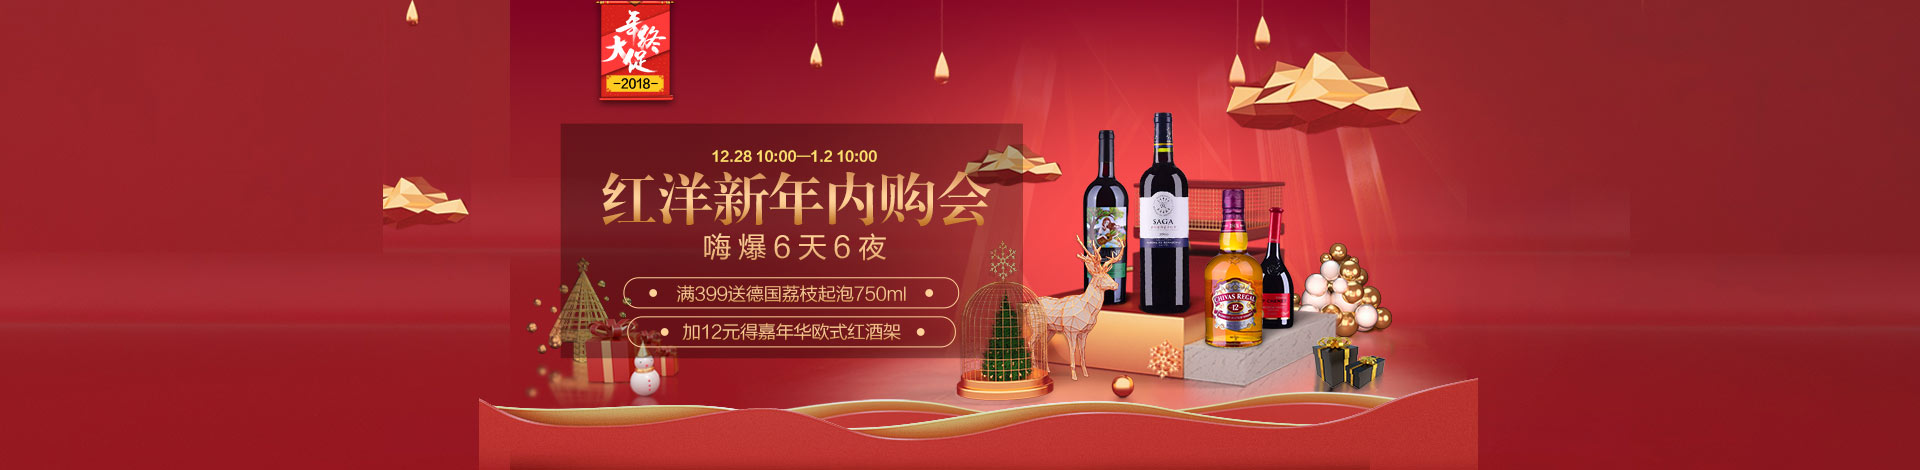 年终
大促
-2018-
12.28 10:00—1.2 10:00
红洋新年内购会
嗨爆6天6夜
• 满399送德国荔枝起泡750ml •
• 加12元得嘉年华欧式红酒架 •
SAGA
CHIVAS REGAL
12